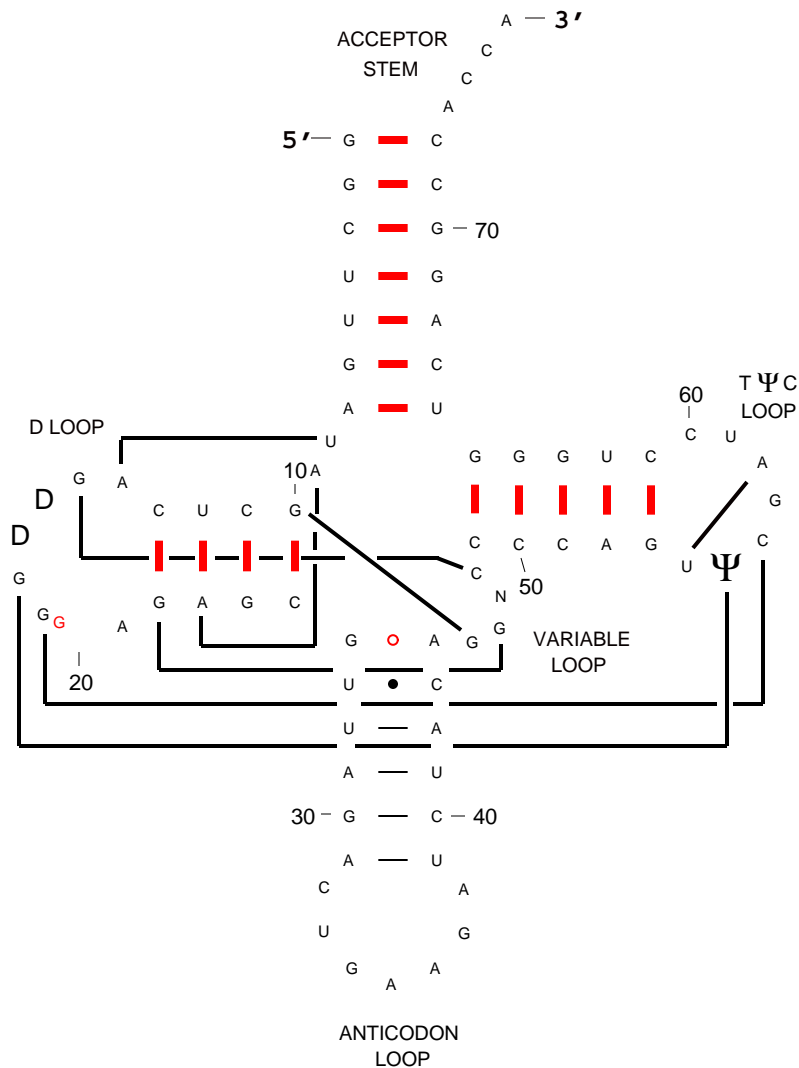 A — 3’
C
ACCEPTOR
C
STEM
A
5’ — G C
G C
C G — 70
U G
U A
T Ψ C
G C
60
LOOP
A U
C U
D LOOP
U
G G G U C A
10 A
G A
D
C U C G
G
D
C C C A G U C
Ψ
G
C
50
N
G A G C
G G A
G A G G
VARIABLE
LOOP
20
U C
U A
A U
30 — G C — 40
A U
C A
U G
G A A
ANTICODON
LOOP